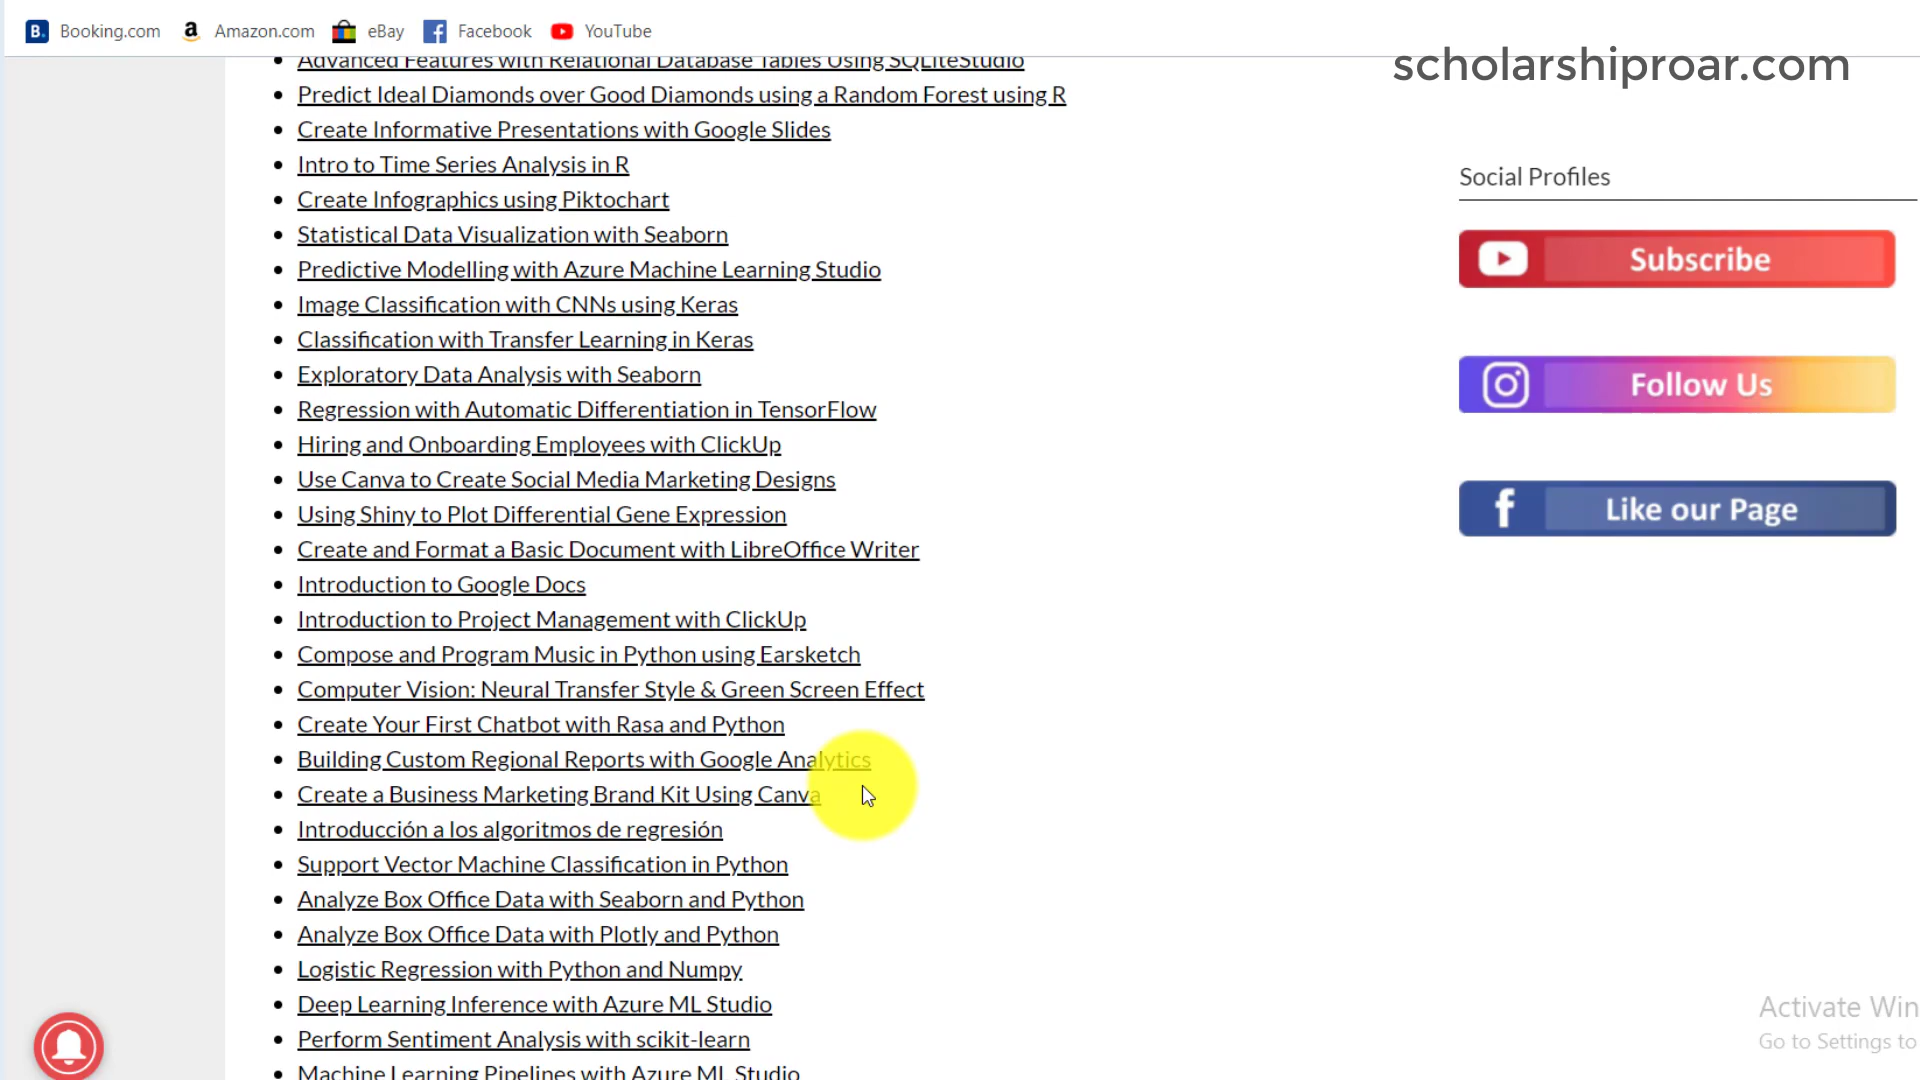 Booking.com Amazon.com eBay Facebook YouTube
scholarshiproar.com
Advanced Features with Relational Database Tables Using SQLiteStudio
Predict Ideal Diamonds over Good Diamonds using a Random Forest using R
Create Informative Presentations with Google Slides
Intro to Time Series Analysis in R
Create Infographics using Piktochart
Statistical Data Visualization with Seaborn
Predictive Modelling with Azure Machine Learning Studio
Image Classification with CNNs using Keras
Classification with Transfer Learning in Keras
Exploratory Data Analysis with Seaborn
Regression with Automatic Differentiation in TensorFlow
Hiring and Onboarding Employees with ClickUp
Use Canva to Create Social Media Marketing Designs
Using Shiny to Plot Differential Gene Expression
Create and Format a Basic Document with LibreOffice Writer
Introduction to Google Docs
Introduction to Project Management with ClickUp
Compose and Program Music in Python using Earsketch
Computer Vision: Neural Transfer Style & Green Screen Effect
Create Your First Chatbot with Rasa and Python
Building Custom Regional Reports with Google Analytics
Create a Business Marketing Brand Kit Using Canva
Introducción a los algoritmos de regresión
Support Vector Machine Classification in Python
Analyze Box Office Data with Seaborn and Python
Analyze Box Office Data with Plotly and Python
Logistic Regression with Python and Numpy
Deep Learning Inference with Azure ML Studio
Perform Sentiment Analysis with scikit-learn
Machine Learning Pipelines with Azure ML Studio
Social Profiles
Subscribe
Follow Us
Like our Page
Activate Win
Go to Settings to